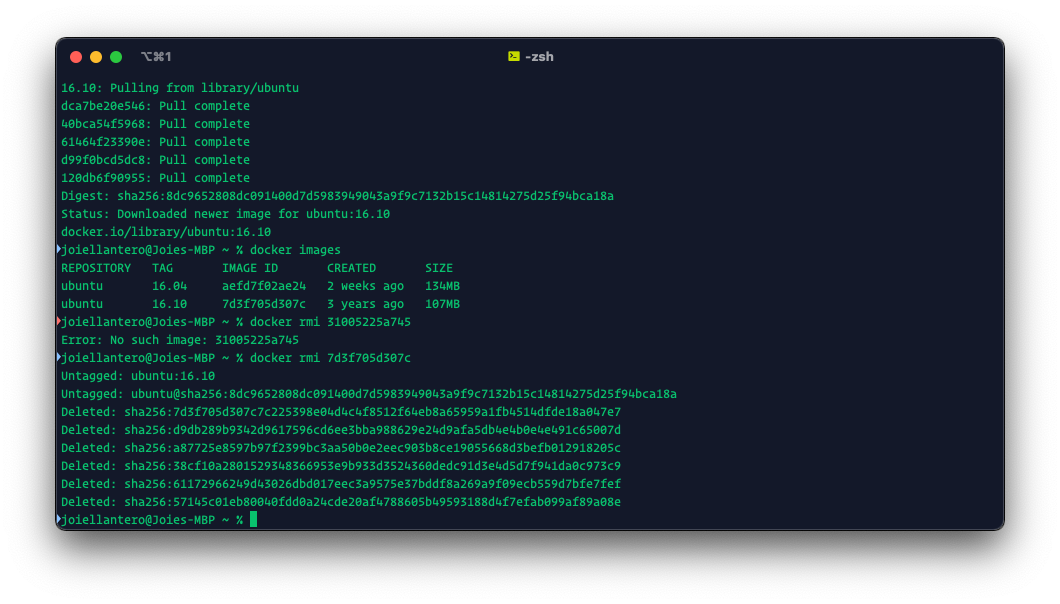 ⌥⌘1
-zsh
16.10: Pulling from library/ubuntu
dca7be20e546: Pull complete
40bca54f5968: Pull complete
61464f23390e: Pull complete
d99f0bcd5dc8: Pull complete
120db6f90955: Pull complete
Digest: sha256:8dc9652808dc091400d7d5983949043a9f9c7132b15c14814275d25f94bca18a
Status: Downloaded newer image for ubuntu:16.10
docker.io/library/ubuntu:16.10
joiellantero@Joies-MBP ~ % docker images
REPOSITORY   TAG       IMAGE ID       CREATED       SIZE
ubuntu       16.04     aefd7f02ae24   2 weeks ago   134MB
ubuntu       16.10     7d3f705d307c   3 years ago   107MB
joiellantero@Joies-MBP ~ % docker rmi 31005225a745
Error: No such image: 31005225a745
joiellantero@Joies-MBP ~ % docker rmi 7d3f705d307c
Untagged: ubuntu:16.10
Untagged: ubuntu@sha256:8dc9652808dc091400d7d5983949043a9f9c7132b15c14814275d25f94bca18a
Deleted: sha256:7d3f705d307c7c225398e04d4c4f8512f64eb8a65959a1fb4514dfde18a047e7
Deleted: sha256:d9db289b9342d9617596cd6ee3bba988629e24d9afa5db4e4b0e4e491c65007d
Deleted: sha256:a87725e8597b97f2399bc3aa50b0e2eec903b8ce19055668d3befb012918205c
Deleted: sha256:38cf10a2801529348366953e9b933d3524360dedc91d3e4d5d7f941da0c973c9
Deleted: sha256:61172966249d43026dbd017eec3a9575e37bddf8a269a9f09ecb559d7bfe7fef
Deleted: sha256:57145c01eb80040fdd0a24cde20af4788605b49593188d4f7efab099af89a08e
joiellantero@Joies-MBP ~ %